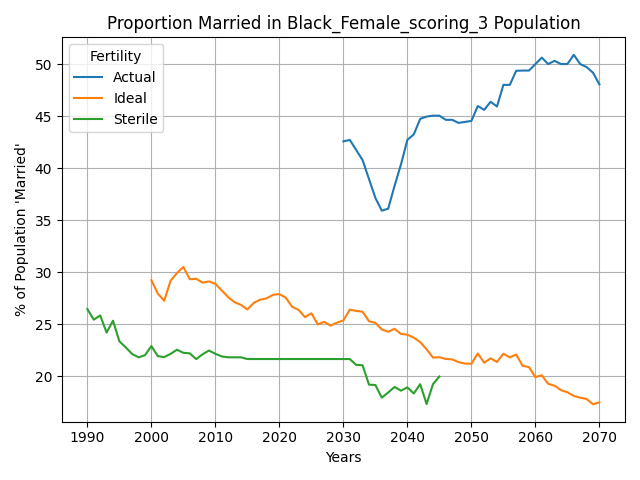 Proportion Married in Black_Female_scoring_3 Population
Fertility
Actual
Ideal
Sterile
% of Population 'Married'
50
45
40
35
30
25
20
1990
2000
2010
2020
2030
2040
2050
2060
2070
Years